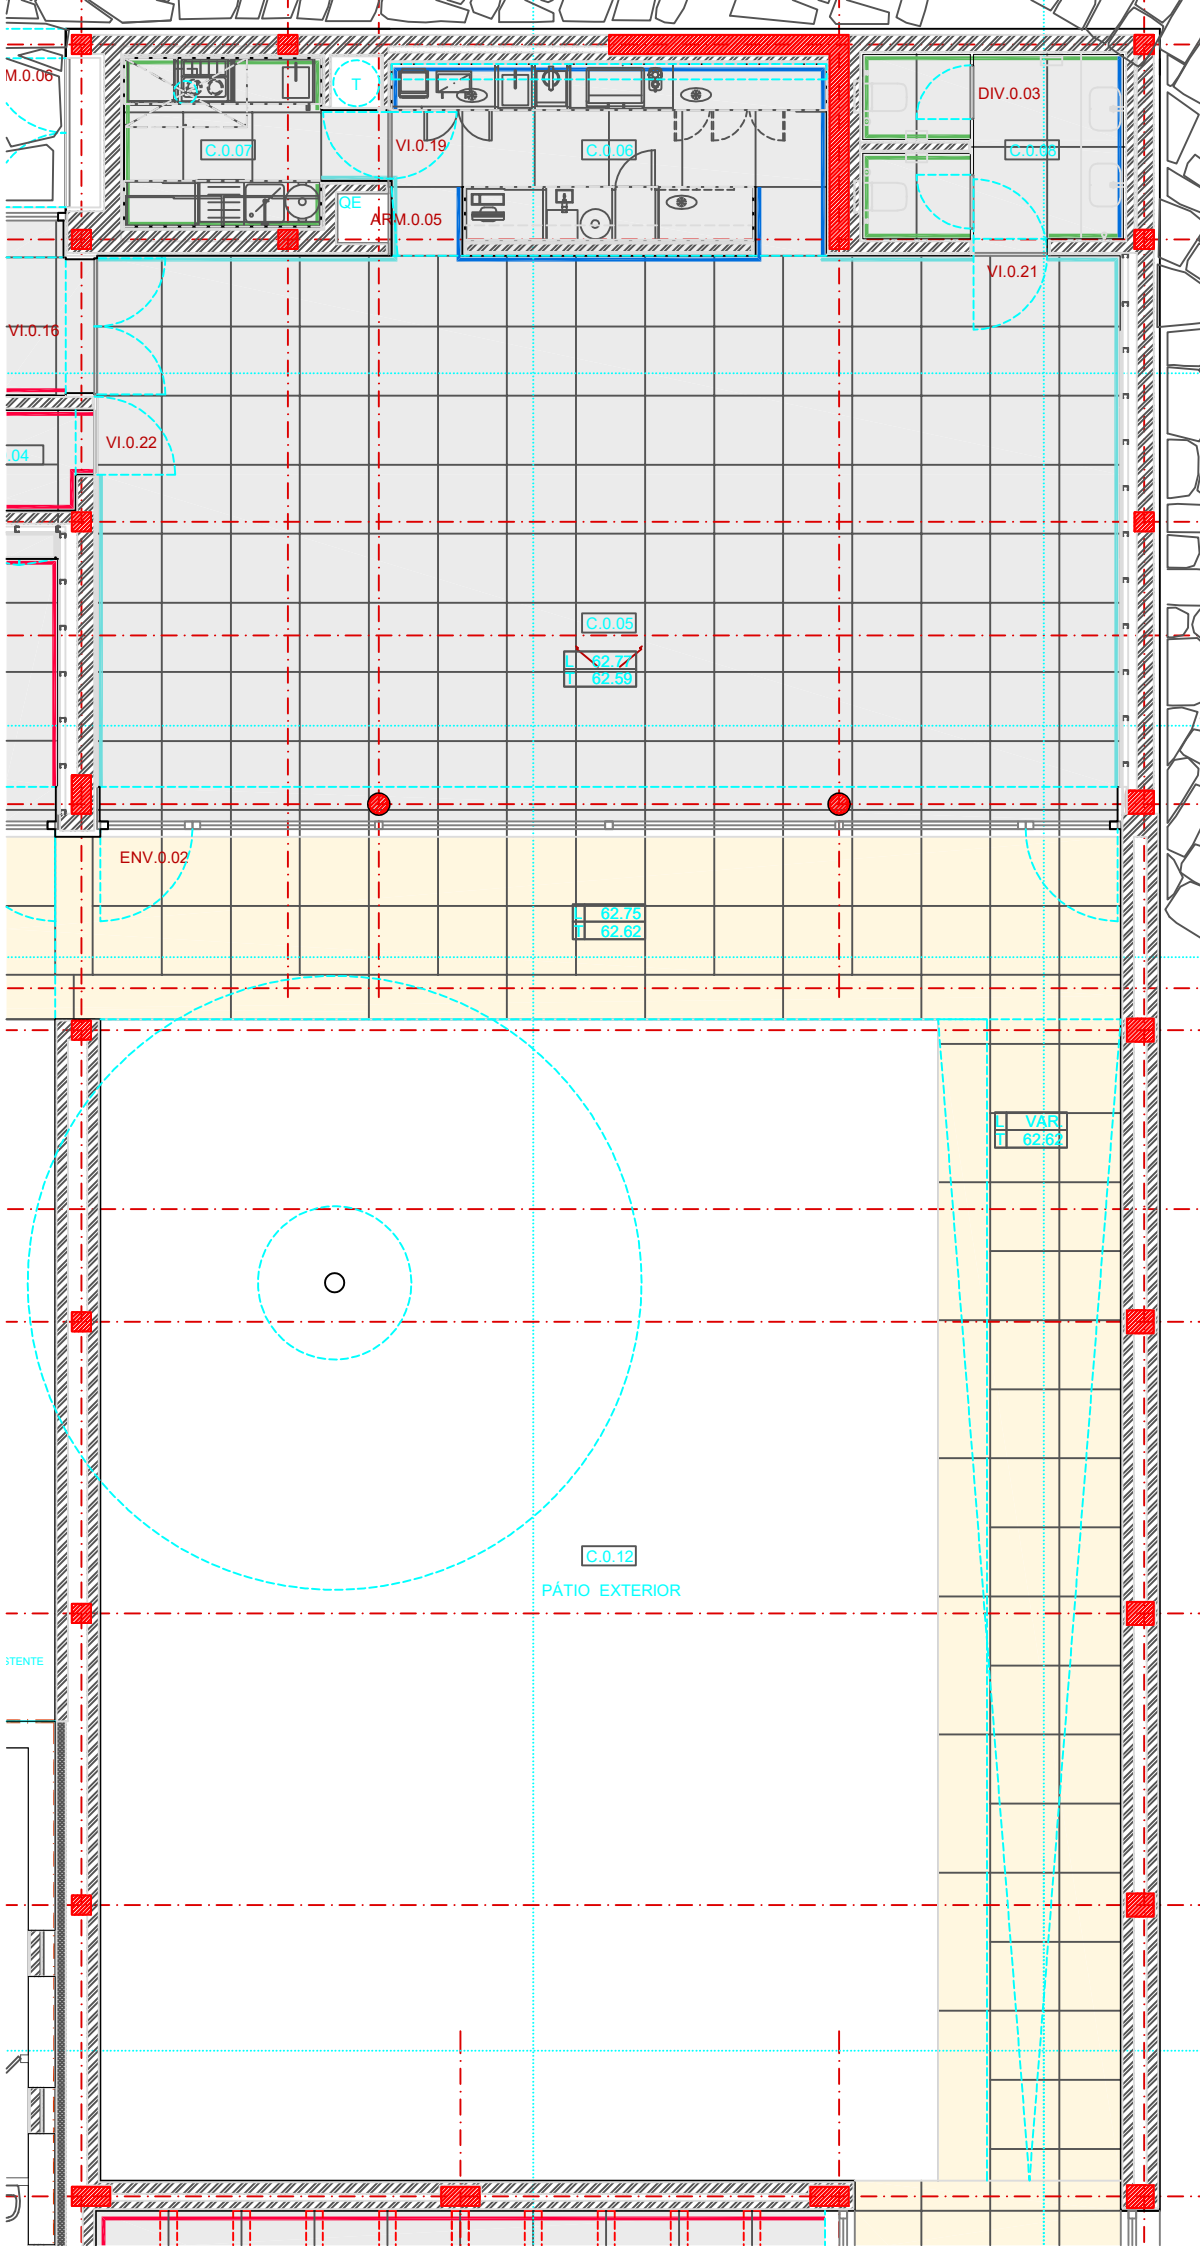 M.0.06
T
DIV.0.03
VI.0.19
C.0.07
C.0.06
C.0.08
QE
ARM.0.05
VI.0.21
VI.0.16
VI.0.22
.04
C.0.05
L 62.77
T 62.59
ENV.0.02
L 62.75
T 62.62
L VAR.
T 62.62
C.0.12
PÁTIO EXTERIOR
STENTE